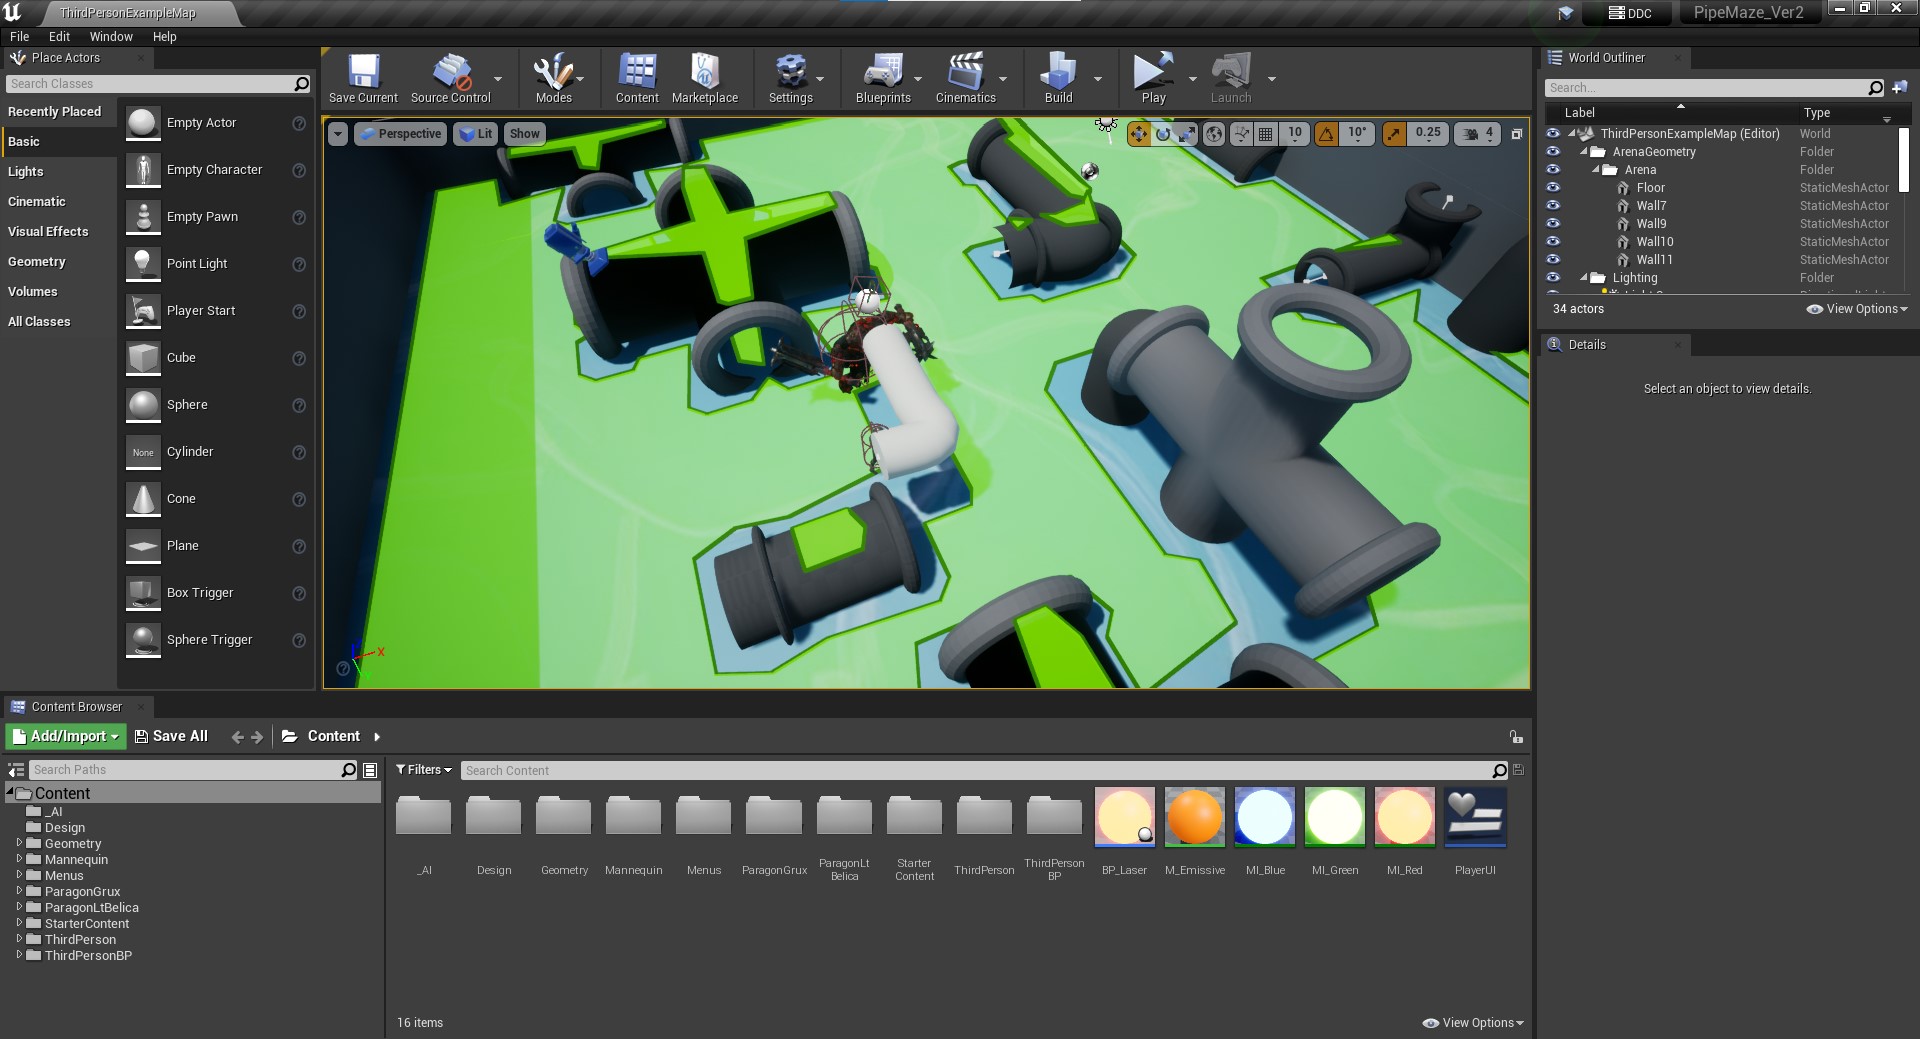 ThirdPersonExampleMap
DDC
PipeMaze_Ver2
File Edit Window Help
Place Actors
Search Classes
Recently Placed
Basic
Lights
Cinematic
Visual Effects
Geometry
Volumes
All Classes
Empty Actor
Empty Character
Empty Pawn
Point Light
Player Start
Cube
Sphere
None Cylinder
Cone
Plane
Box Trigger
Sphere Trigger
Save Current
Source Control
Modes
Content
Marketplace
Settings
Blueprints
Cinematics
Build
Play
Launch
Perspective
Lit
Show
10
10°
0.25
4
X
World Outliner
Search...
Label Type
ThirdPersonExampleMap (Editor) World
ArenaGeometry Folder
Arena Folder
Floor StaticMeshActor
Wall7 StaticMeshActor
Wall9 StaticMeshActor
Wall10 StaticMeshActor
Wall11 StaticMeshActor
Lighting Folder
34 actors
View Options
Details
Select an object to view details.
Content Browser
Add/Import
Save All
Content
Search Paths
Content
_AI
Design
Geometry
Mannequin
Menus
ParagonGrux
ParagonLtBelica
StarterContent
ThirdPerson
ThirdPersonBP
Filters
Search Content
_AI
Design
Geometry
Mannequin
Menus
ParagonGrux
ParagonLt
Belica
Starter
Content
ThirdPerson
ThirdPerson
BP
BP_Laser
M_Emissive
MI_Blue
MI_Green
MI_Red
PlayerUI
16 items
View Options